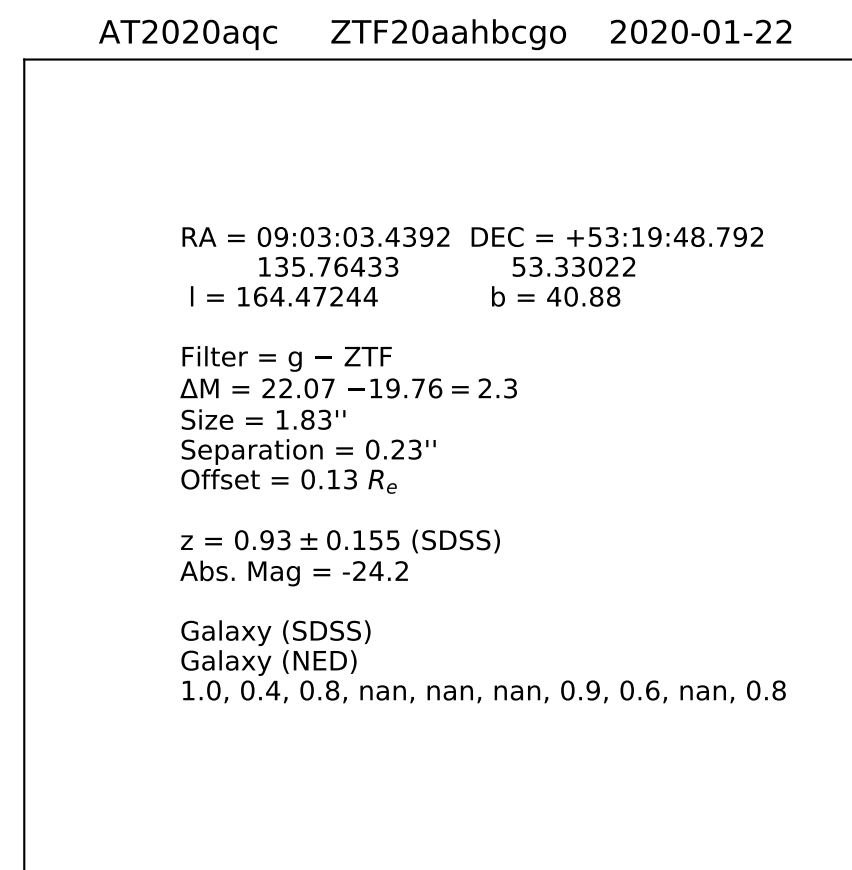 AT2020aqc ZTF20aahbcgo 2020-01-22
RA = 09:03:03.4392 DEC = +53:19:48.792
135.76433 53.33022
l = 164.47244 b = 40.88
Filter = g − ZTF
ΔM = 22.07 −19.76 = 2.3
Size = 1.83''
Separation = 0.23''
Offset = 0.13 Re
z = 0.93 ± 0.155 (SDSS)
Abs. Mag = -24.2
Galaxy (SDSS)
Galaxy (NED)
1.0, 0.4, 0.8, nan, nan, nan, 0.9, 0.6, nan, 0.8